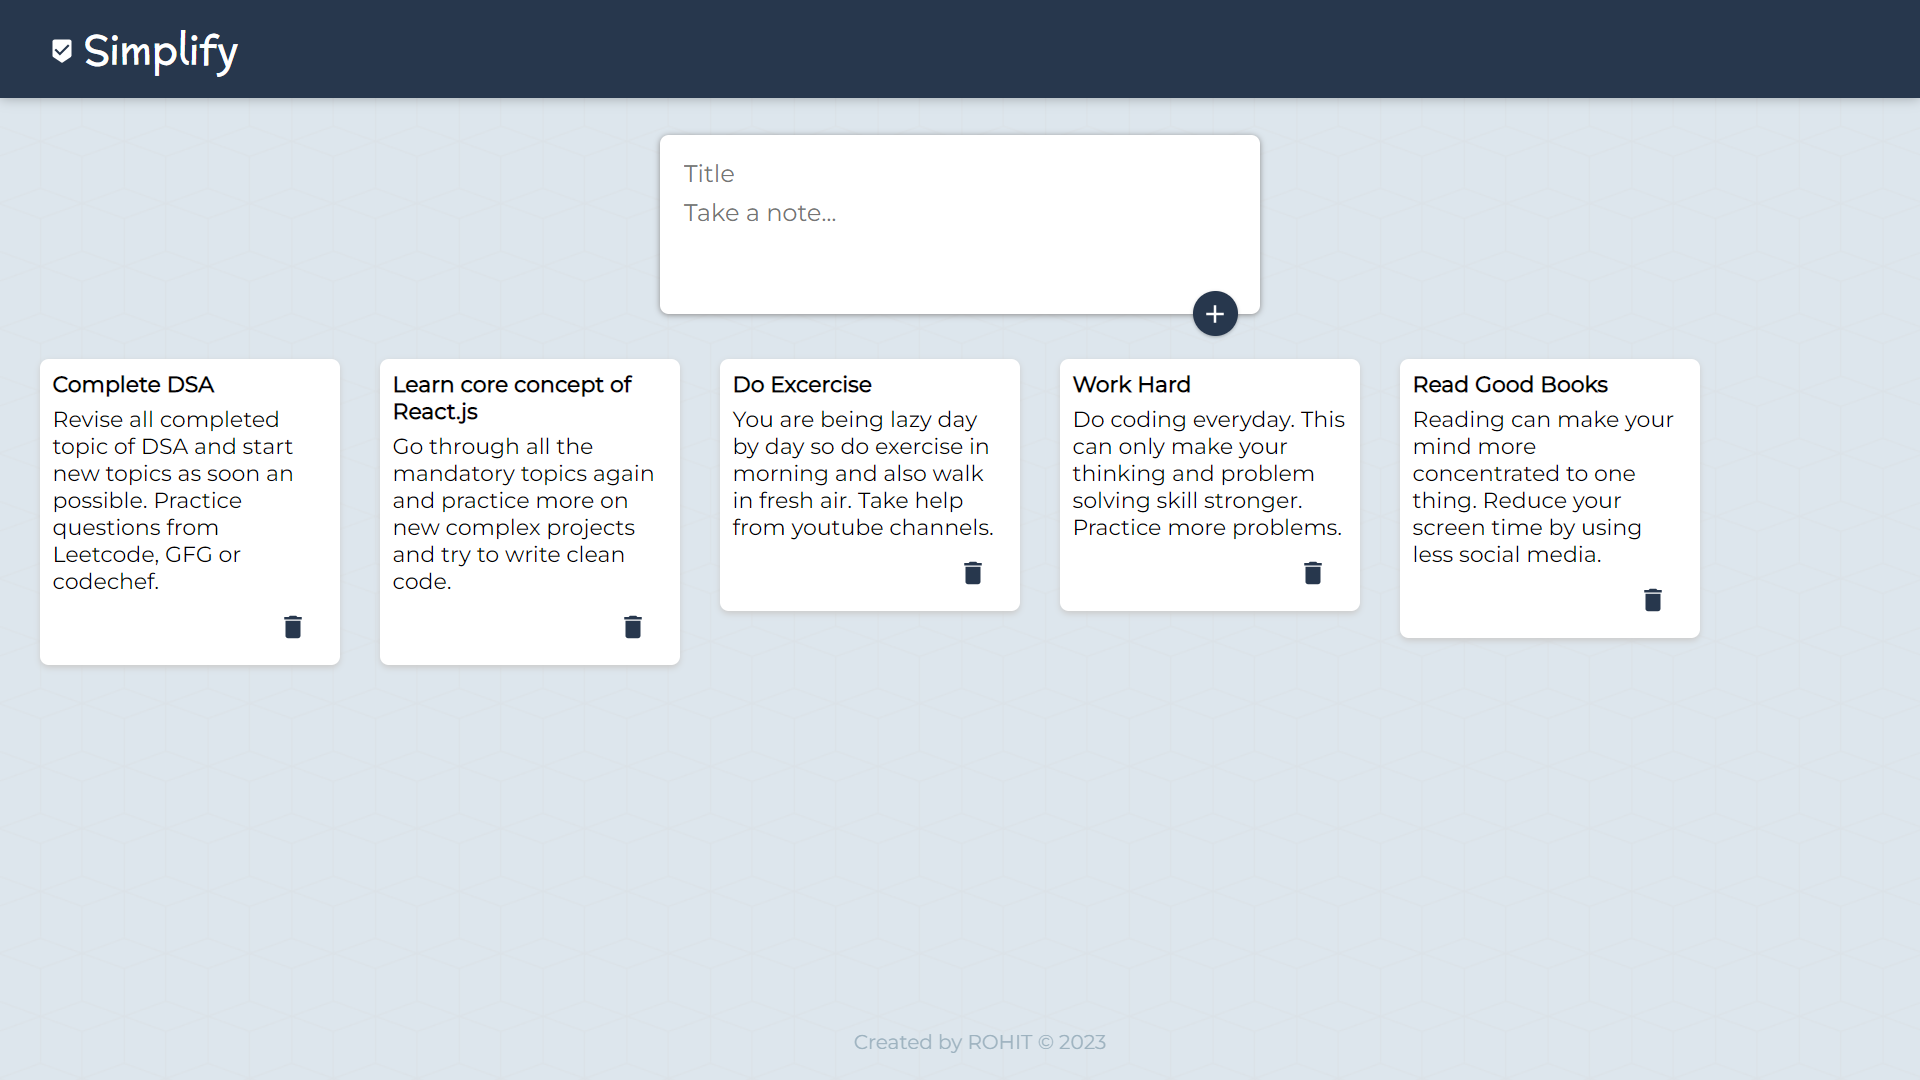 Simplify
Title
Take a note...
Complete DSA
Revise all completed
topic of DSA and start
new topics as soon an
possible. Practice
questions from
Leetcode, GFG or
codechef.
Learn core concept of
React.js
Go through all the
mandatory topics again
and practice more on
new complex projects
and try to write clean
code.
Do Excercise
You are being lazy day
by day so do exercise in
morning and also walk
in fresh air. Take help
from youtube channels.
Work Hard
Do coding everyday. This
can only make your
thinking and problem
solving skill stronger.
Practice more problems.
Read Good Books
Reading can make your
mind more
concentrated to one
thing. Reduce your
screen time by using
less social media.
Created by ROHIT © 2023